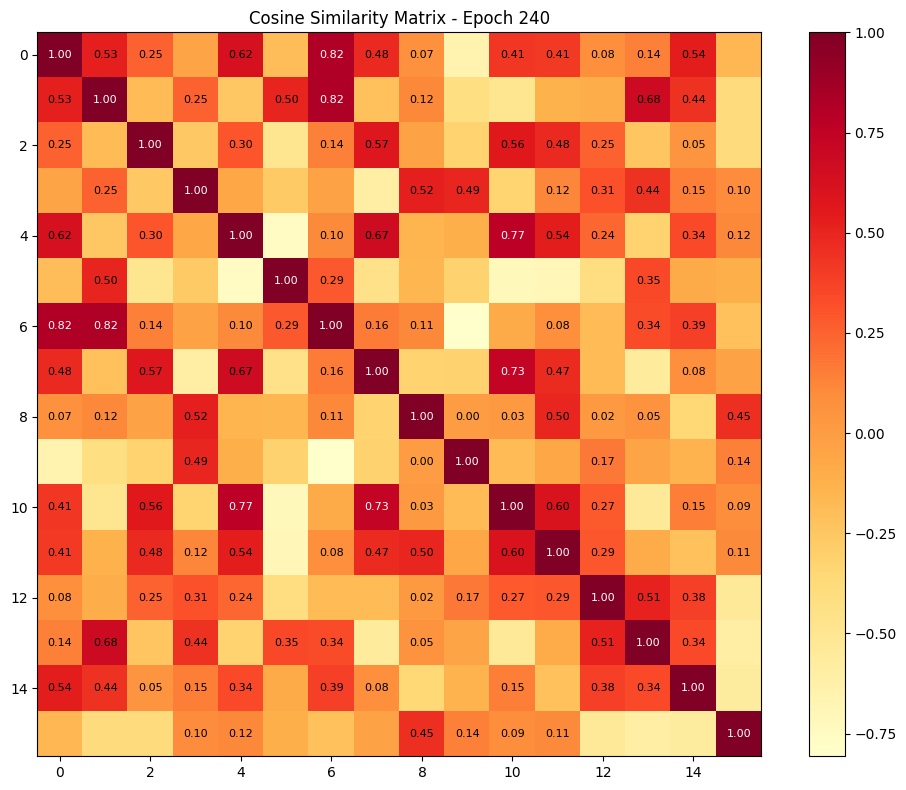 Cosine Similarity Matrix - Epoch 240
0 1.00 0.53 0.25 0.62 0.82 0.48 0.07 0.41 0.41 0.08 0.14 0.54 1.00
0.53 1.00 0.25 0.50 0.82 0.12 0.68 0.44
2 0.25 1.00 0.30 0.14 0.57 0.56 0.48 0.25 0.05 0.75
0.25 1.00 0.52 0.49 0.12 0.31 0.44 0.15 0.10
4 0.62 0.30 1.00 0.10 0.67 0.77 0.54 0.24 0.34 0.12 0.50
0.50 1.00 0.29 0.35
6 0.82 0.82 0.14 0.10 0.29 1.00 0.16 0.11 0.08 0.34 0.39 0.25
0.48 0.57 0.67 0.16 1.00 0.73 0.47 0.08
8 0.07 0.12 0.52 0.11 1.00 0.00 0.03 0.50 0.02 0.05 0.45 0.00
0.49 0.00 1.00 0.17 0.14
10 0.41 0.56 0.77 0.73 0.03 1.00 0.60 0.27 0.15 0.09 −0.25
0.41 0.48 0.12 0.54 0.08 0.47 0.50 0.60 1.00 0.29 0.11
12 0.08 0.25 0.31 0.24 0.02 0.17 0.27 0.29 1.00 0.51 0.38
0.14 0.68 0.44 0.35 0.34 0.05 0.51 1.00 0.34 −0.50
14 0.54 0.44 0.05 0.15 0.34 0.39 0.08 0.15 0.38 0.34 1.00
0.10 0.12 0.45 0.14 0.09 0.11 1.00 −0.75
0 2 4 6 8 10 12 14